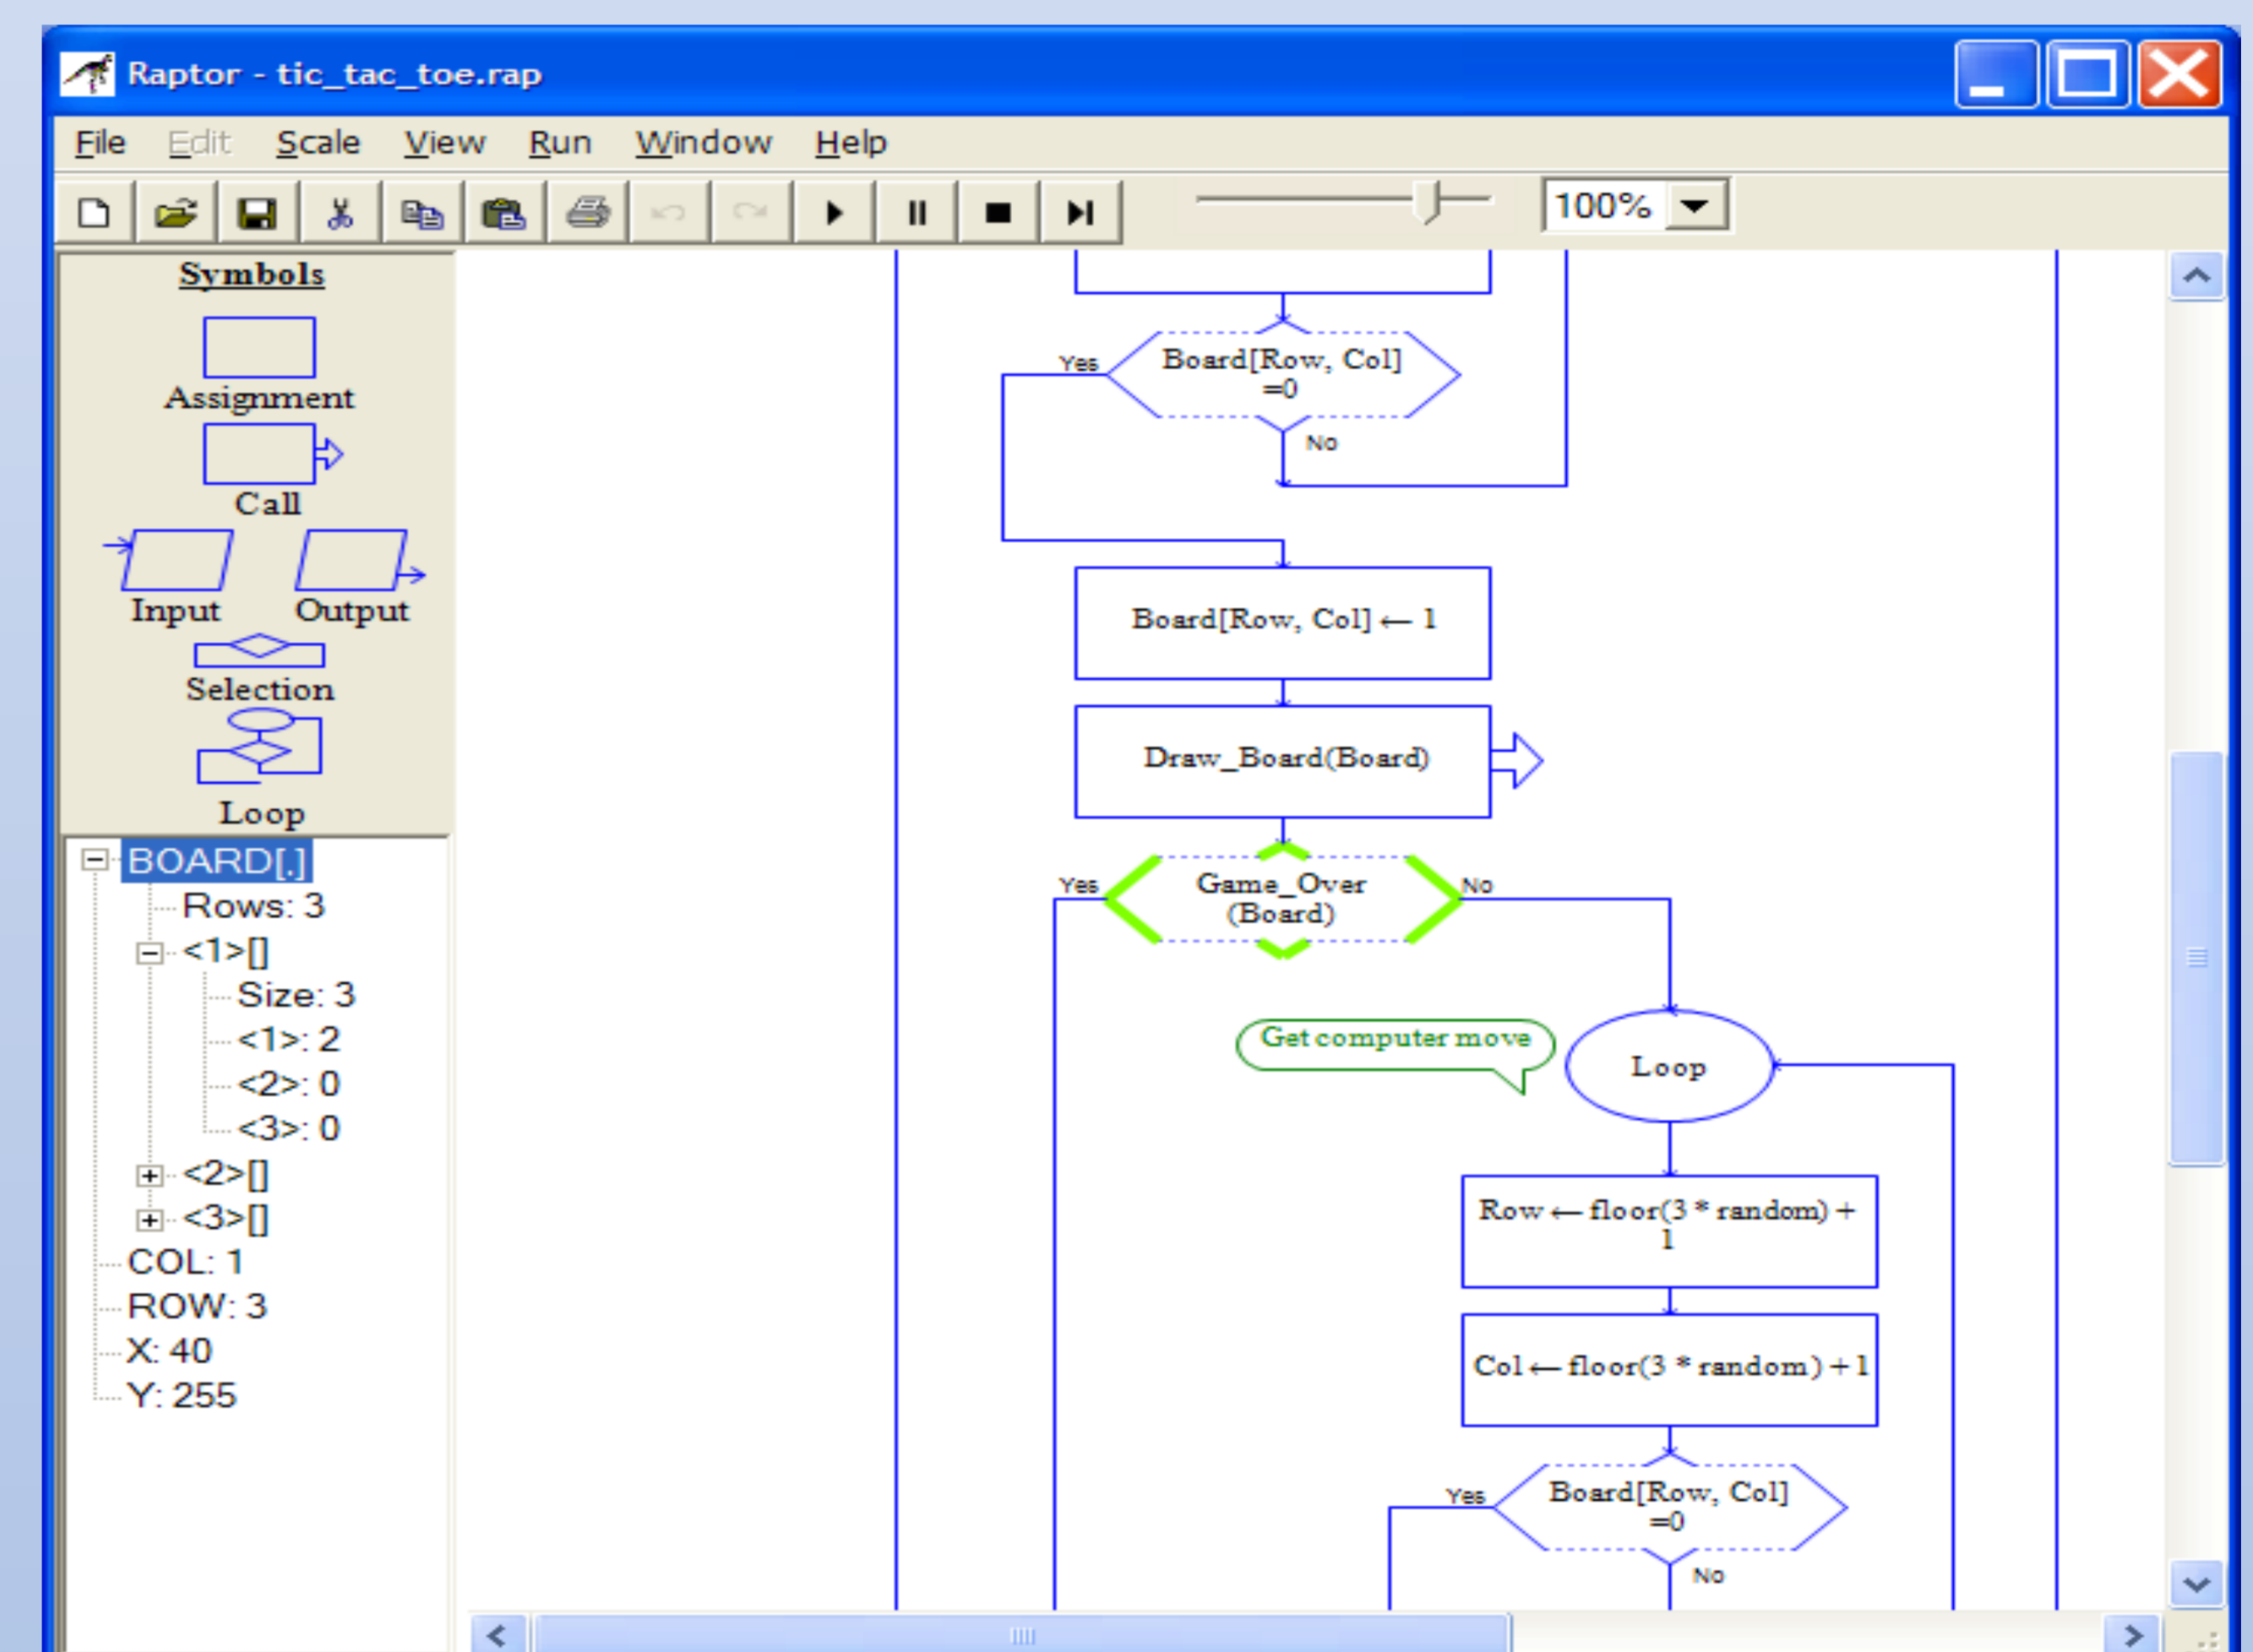 Raptor - tic_tac_toe.rap
File Edit Scale View Run Window Help
100%
Symbols
Assignment
Call
Input Output
Selection
Loop
BOARD[,]
Rows: 3
<1>[]
Size: 3
<1>: 2
<2>: 0
<3>: 0
<2>[]
<3>[]
COL: 1
ROW: 3
X: 40
Y: 255
Yes
Board[Row, Col]
=0
No
Board[Row, Col] ← 1
Draw_Board(Board)
Yes
Game_Over
(Board)
No
Get computer move
Loop
Row ← floor(3 * random) +
1
Col ← floor(3 * random) + 1
Yes
Board[Row, Col]
=0
No